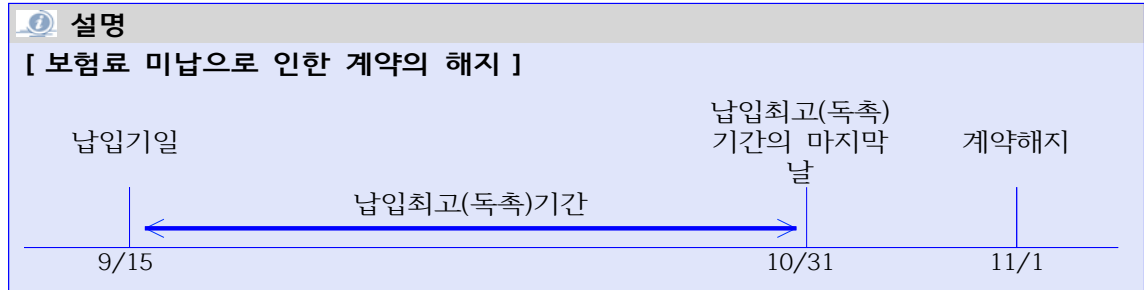 설명
[ 보험료 미납으로 인한 계약의 해지 ]
납입기일
납입최고(독촉)
기간의 마지막
날
계약해지
납입최고(독촉)기간
9/15
10/31
11/1